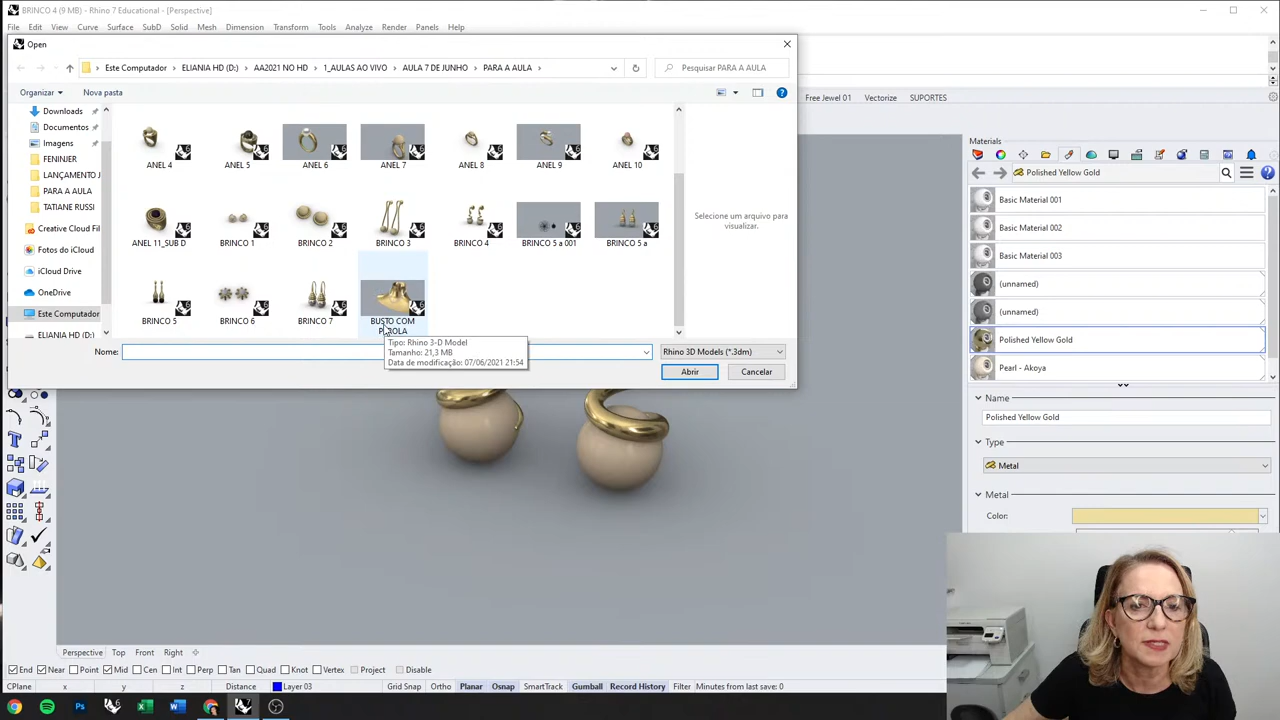 BRINCO 4 (9 MB) - Rhino 7 Educational - [Perspective]
File Edit View Curve Surface SubD Solid Mesh Dimension Transform Tools Analyze Render Panels Help
Open
Este Computador > ELIANIA HD (D:) > AA2021 NO HD > 1_AULAS AO VIVO > AULA 7 DE JUNHO > PARA A AULA >
Pesquisar PARA A AULA
Organizar Nova pasta
Free Jewel 01 Vectorize SUPORTES
Downloads
Documentos
Imagens
FENINJER
LANÇAMENTO J
PARA A AULA
TATIANE RUSSI
Creative Cloud Fil
Fotos do iCloud
iCloud Drive
OneDrive
Este Computador
ELIANIA HD (D:)
ANEL 4 ANEL 5 ANEL 6 ANEL 7 ANEL 8 ANEL 9 ANEL 10
ANEL 11_SUB D BRINCO 1 BRINCO 2 BRINCO 3 BRINCO 4 BRINCO 5 a 001 BRINCO 5 a
BRINCO 5 BRINCO 6 BRINCO 7 BUSTO COM
Selecione um arquivo para
visualizar.
Tipo: Rhino 3-D Model
Tamanho: 21,3 MB
Data de modificação: 07/06/2021 21:54
Nome:
Rhino 3D Models (*.3dm)
Abrir Cancelar
Materials
Polished Yellow Gold
Basic Material 001
Basic Material 002
Basic Material 003
(unnamed)
(unnamed)
Polished Yellow Gold
Pearl - Akoya
Name
Polished Yellow Gold
Type
Metal
Metal
Color:
Perspective Top Front Right
End Near Point Mid Cen Int Perp Tan Quad Knot Vertex Project Disable
CPlane x y z Distance Layer 03 Grid Snap Ortho Planar Osnap SmartTrack Gumball Record History Filter Minutes from last save: 0